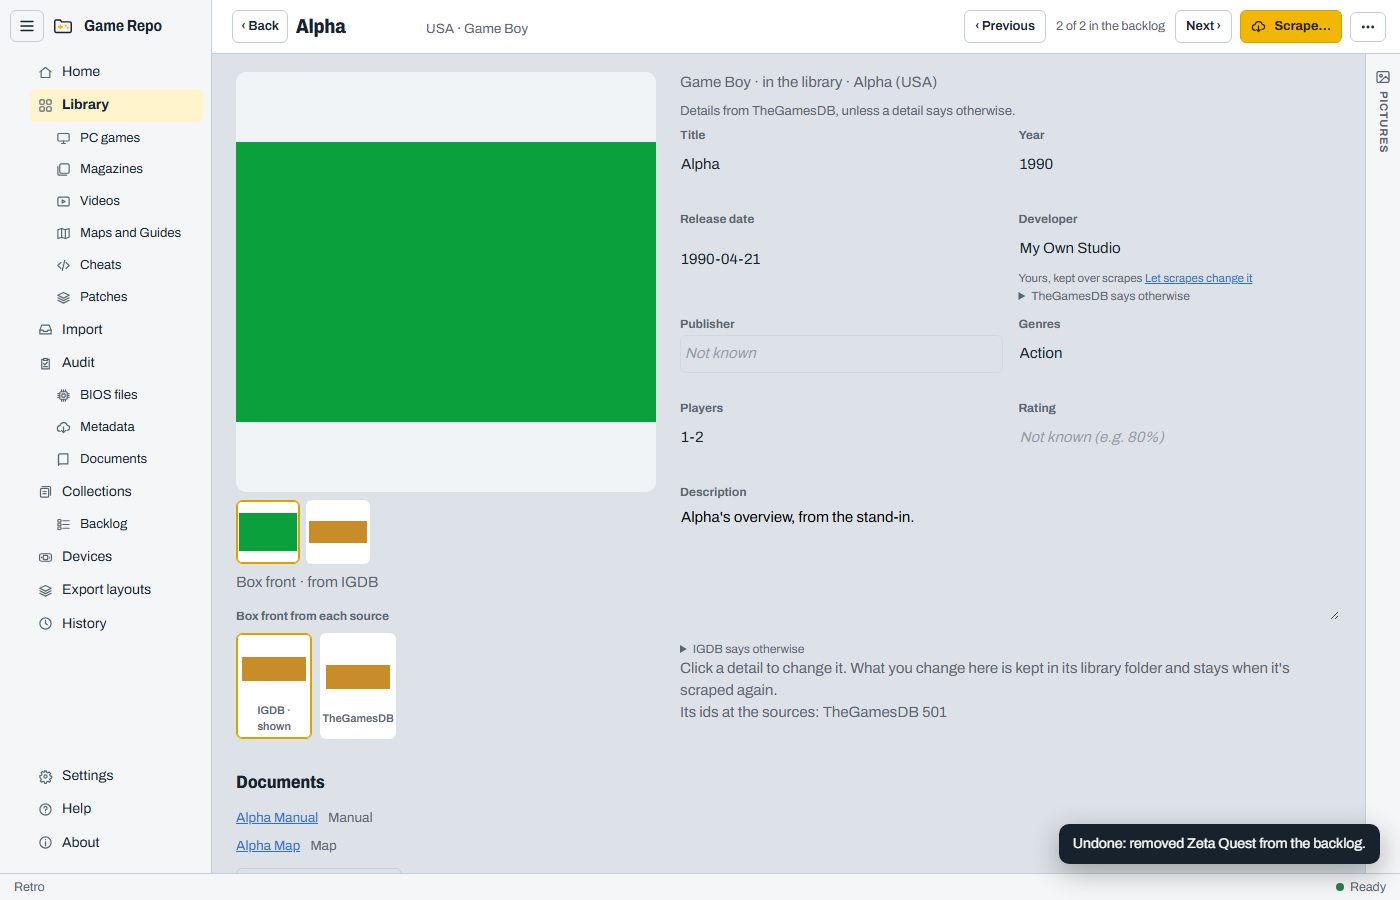 Game Repo
‹ Back
Alpha
USA · Game Boy
‹ Previous
2 of 2 in the backlog
Next ›
Scrape...
Home
Library
PC games
Magazines
Videos
Maps and Guides
Cheats
Patches
Import
Audit
BIOS files
Metadata
Documents
Collections
Backlog
Devices
Export layouts
History
Settings
Help
About
Box front · from IGDB
Box front from each source
IGDB ·
shown
TheGamesDB
Documents
Alpha Manual Manual
Alpha Map Map
Game Boy · in the library · Alpha (USA)
Details from TheGamesDB, unless a detail says otherwise.
Title
Alpha
Year
1990
Release date
1990-04-21
Developer
My Own Studio
Yours, kept over scrapes Let scrapes change it
TheGamesDB says otherwise
Publisher
Not known
Genres
Action
Players
1-2
Rating
Not known (e.g. 80%)
Description
Alpha's overview, from the stand-in.
IGDB says otherwise
Click a detail to change it. What you change here is kept in its library folder and stays when it's
scraped again.
Its ids at the sources: TheGamesDB 501
PICTURES
Undone: removed Zeta Quest from the backlog.
Retro
Ready